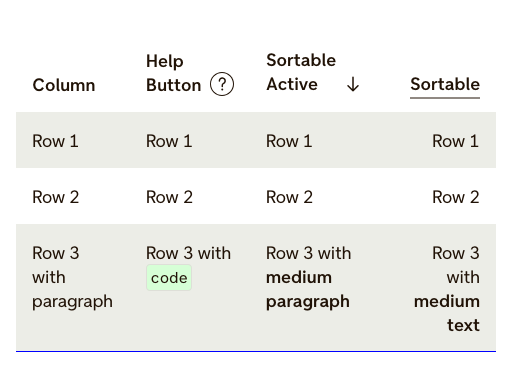 Column Help Button ? Sortable Active ↓ Sortable
Row 1 Row 1 Row 1 Row 1
Row 2 Row 2 Row 2 Row 2
Row 3 with paragraph Row 3 with code Row 3 with medium paragraph Row 3 with medium text